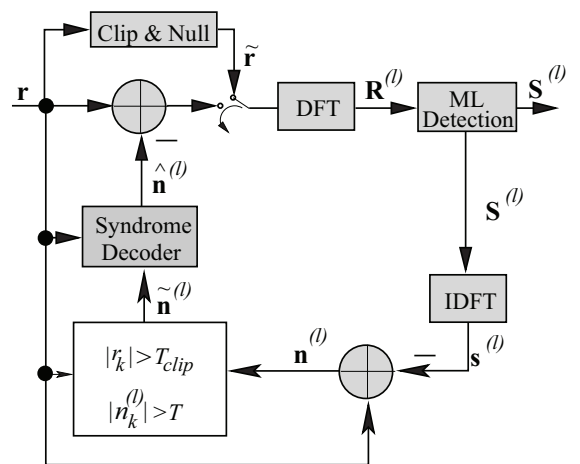 Clip & Null
r̃
r
DFT
R^(l)
ML
Detection
S^(l)
−
n̂^(l)
S^(l)
Syndrome
Decoder
ñ^(l)
IDFT
|r_k| > T_clip
|n_k^(l)| > T
n^(l)
−
s^(l)